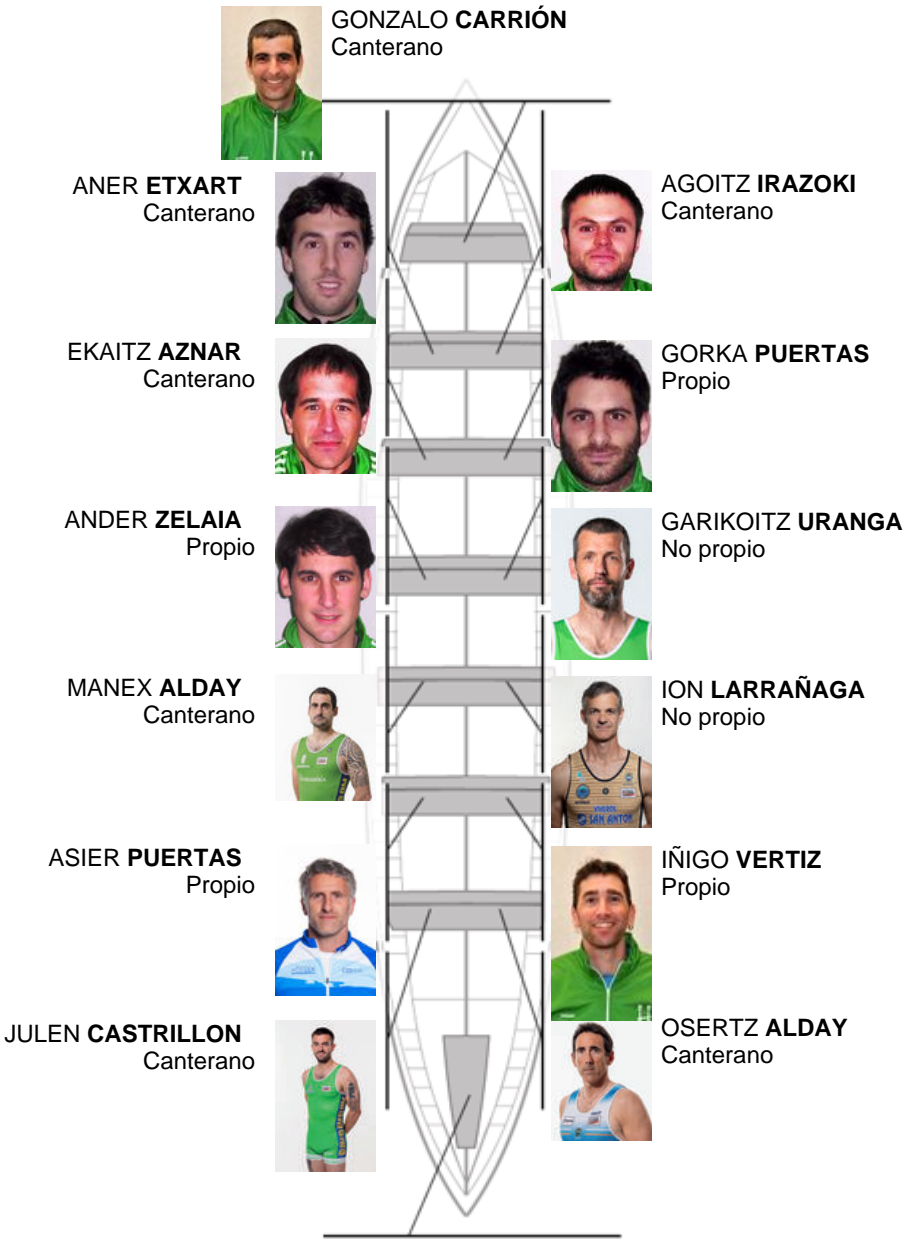 GONZALO CARRIÓN
Canterano
ANER ETXART
Canterano
AGOITZ IRAZOKI
Canterano
EKAITZ AZNAR
Canterano
GORKA PUERTAS
Propio
ANDER ZELAIA
Propio
GARIKOITZ URANGA
No propio
MANEX ALDAY
Canterano
ION LARRAÑAGA
No propio
SAN ANTON
ASIER PUERTAS
Propio
IÑIGO VERTIZ
Propio
JULEN CASTRILLON
Canterano
OSERTZ ALDAY
Canterano